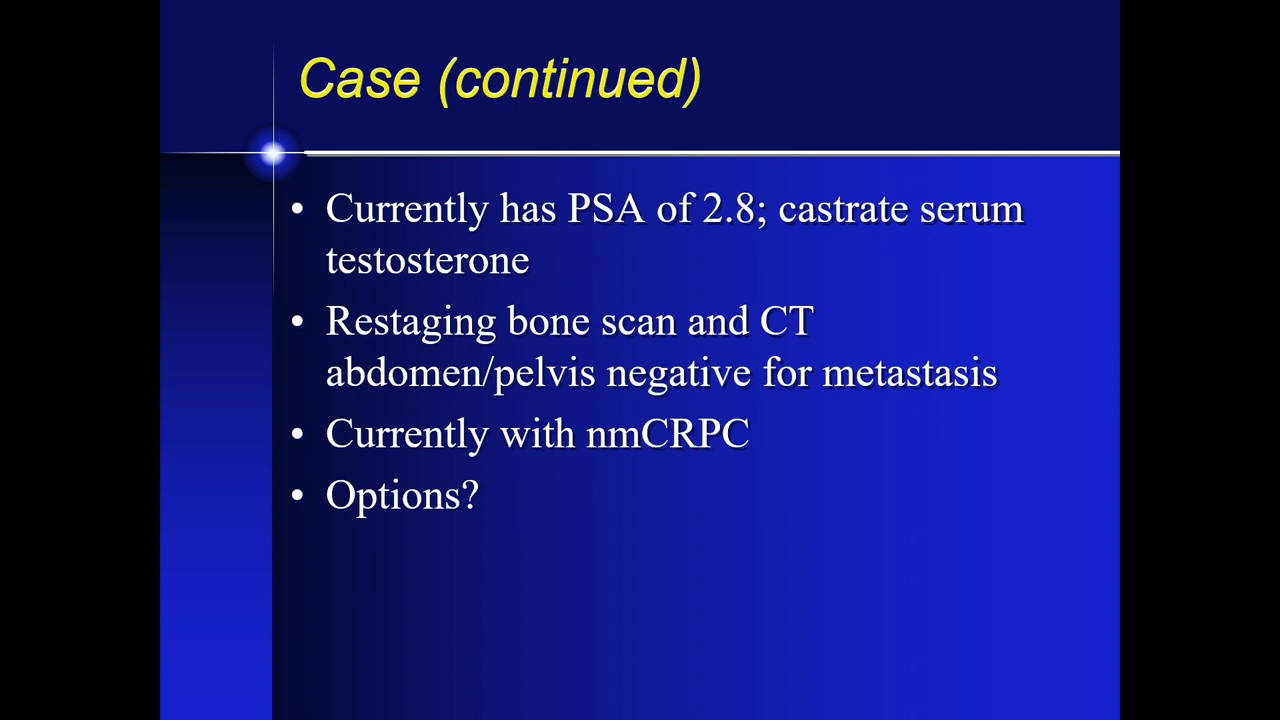 Case (continued)
• Currently has PSA of 2.8; castrate serum
testosterone
• Restaging bone scan and CT
abdomen/pelvis negative for metastasis
• Currently with nmCRPC
• Options?